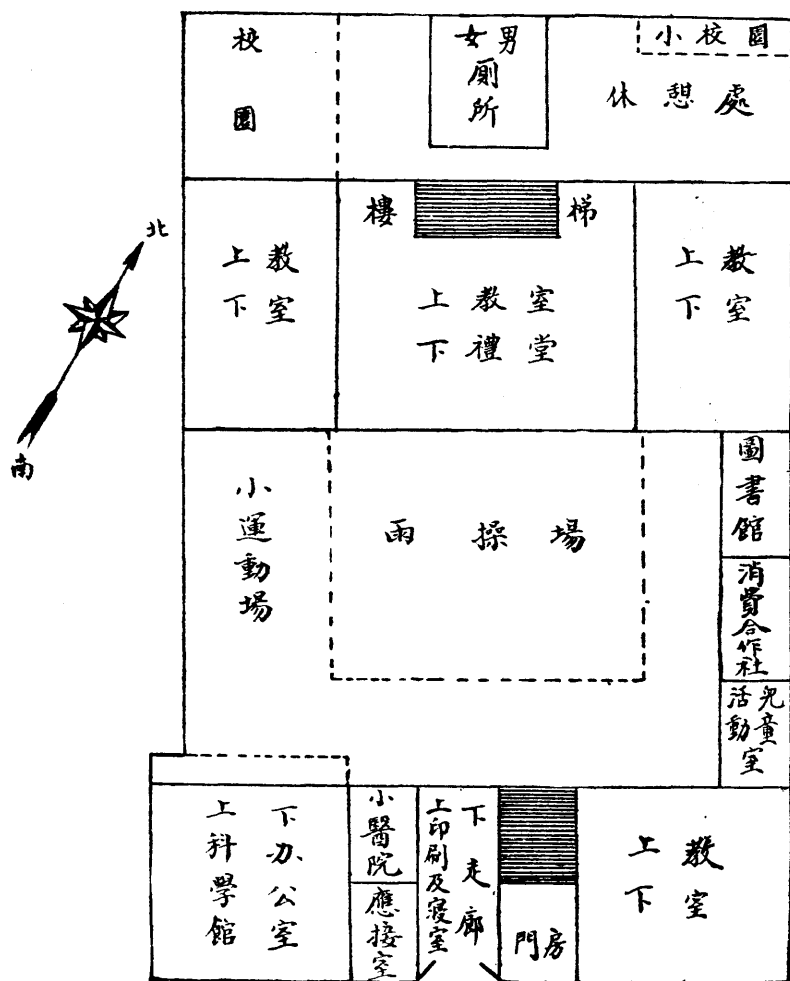 校園
女男
廁所
小校園
休憩處
北
南
樓梯
上教
下室
上教室
下禮堂
上教
下室
小運動場
雨操場
圖書館
消費合作社
兒童
活動室
上科學館
下办公室
小醫院
應接室
上印刷及寢室
下走廊
門房
上教
下室